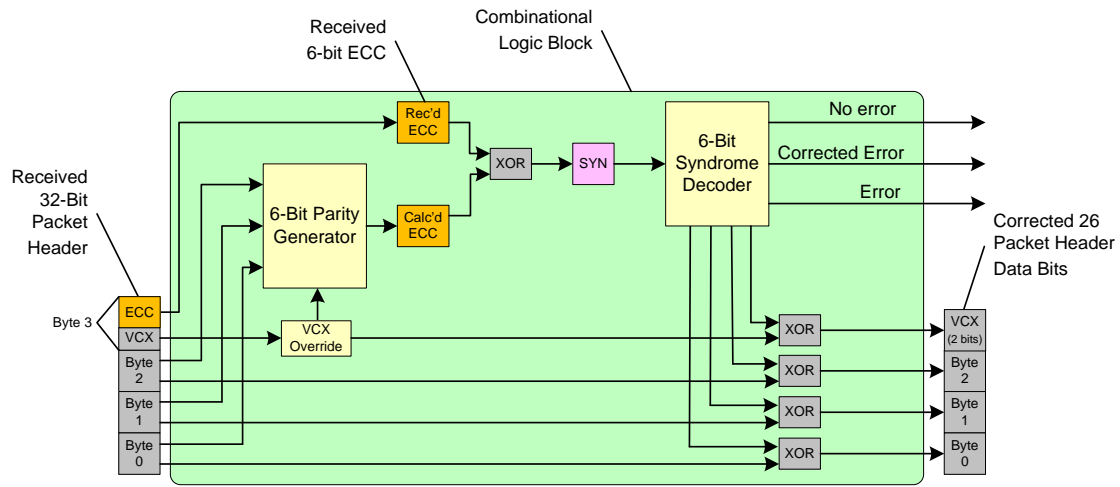 Received
6-bit ECC
Combinational
Logic Block
Rec'd
ECC
No error
6-Bit
Syndrome
Decoder
XOR
SYN
Corrected Error
Received
32-Bit
Packet
Header
6-Bit Parity
Generator
Calc'd
ECC
Error
Corrected 26
Packet Header
Data Bits
Byte 3
ECC
VCX
VCX
Override
XOR
VCX
(2 bits)
Byte
2
XOR
Byte
2
Byte
1
XOR
Byte
1
Byte
0
XOR
Byte
0